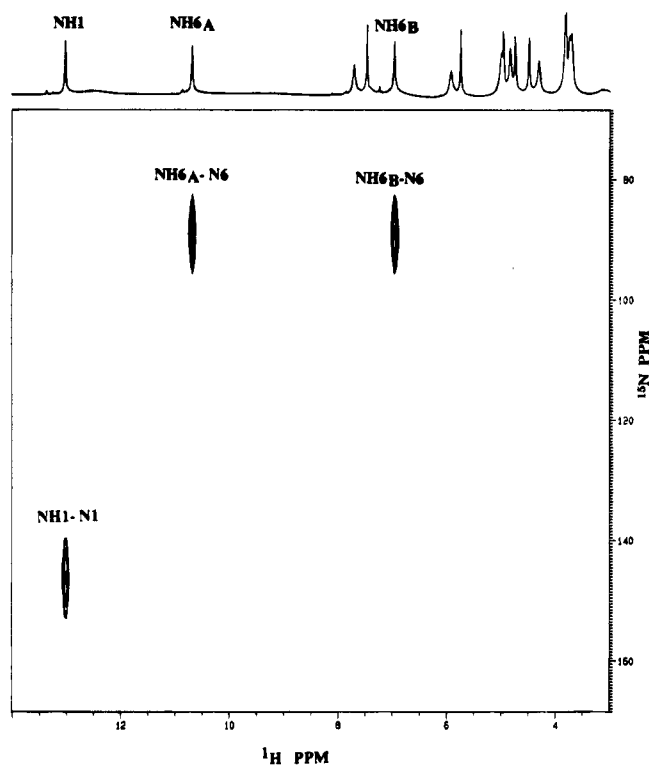 NH1 NH6A NH6B
NH6A- N6 NH6B-N6
80
100
120
¹⁵N PPM
NH1- N1
140
160
12 10 8 6 4
¹H PPM